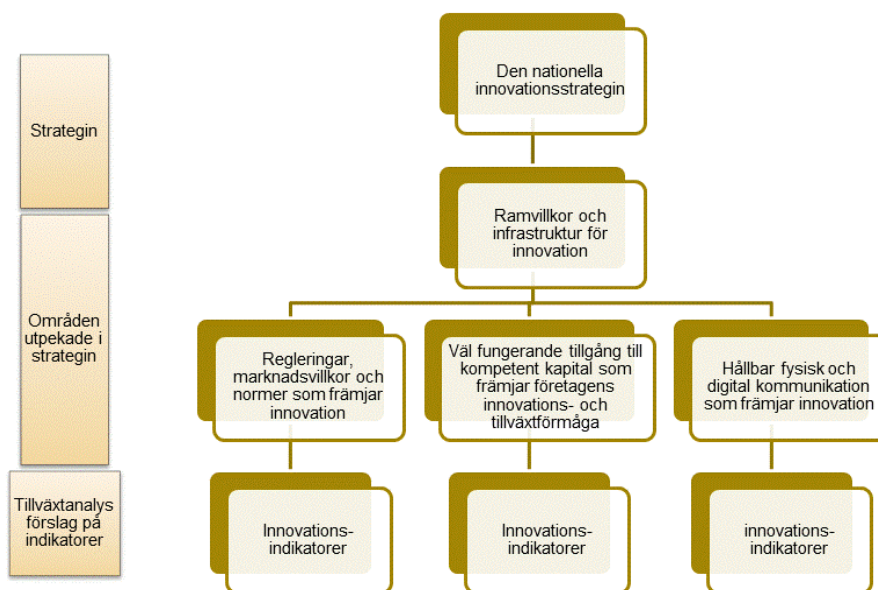 Strategin
Områden
utpekade i
strategin
Tillväxtanalys
förslag på
indikatorer
Den nationella
innovationsstrategin
Ramvillkor och
infrastruktur för
innovation
Regleringar,
marknadsvillkor och
normer som främjar
innovation
Väl fungerande tillgång till
kompetent kapital som
främjar företagens
innovations- och
tillväxtförmåga
Hållbar fysisk och
digital kommunikation
som främjar innovation
Innovations-
indikatorer
Innovations-
indikatorer
innovations-
indikatorer